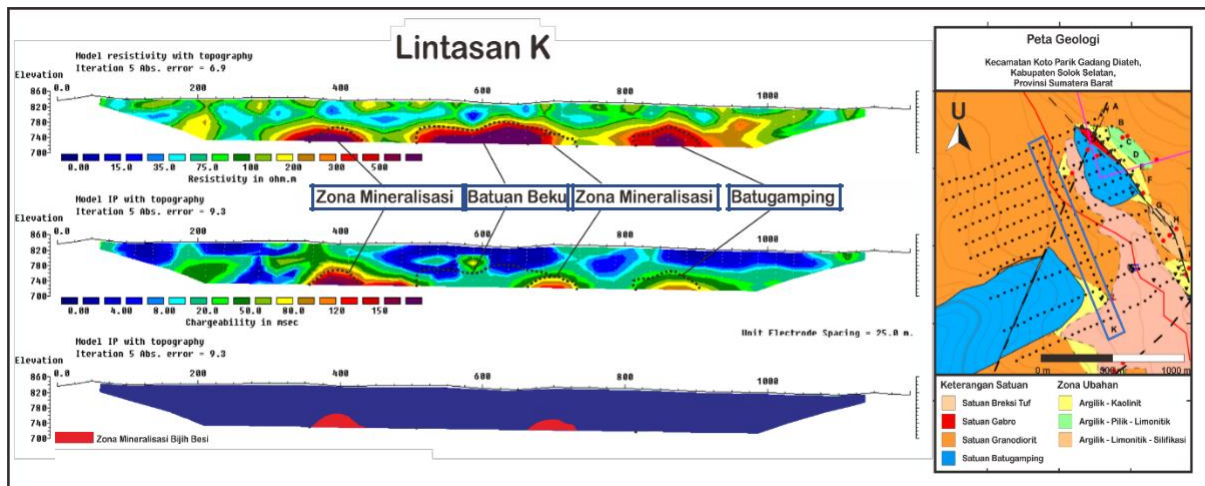 Lintasan K
Model resistivity with topography
Iteration 5 Abs. error = 6.9
Elevation
0.0 200 400 600 800 1000
860
820
780
740
700
0.00 15.0 35.0 75.0 100 200 300 500
Resistivity in ohm.m
Zona Mineralisasi Batuan Beku Zona Mineralisasi Batugamping
Model IP with topography
Iteration 5 Abs. error = 9.3
Elevation
0.0 200 400 600 800 1000
860
820
780
740
700
0.00 4.00 8.00 20.0 50.0 80.0 120 150
Chargeability in msec
Unit Electrode Spacing = 25.0 m.
Model IP with topography
Iteration 5 Abs. error = 9.3
Elevation
0.0 200 400 600 800 1000
860
820
780
740
700
Zona Mineralisasi Bijih Besi
Peta Geologi
Kecamatan Koto Parik Gadang Diateh,
Kabupaten Solok Selatan,
Provinsi Sumatera Barat
U
A
B
C
D
F
G
H
K
0 m 500 m 1000 m
Keterangan Satuan Zona Ubahan
Satuan Breksi Tuf Argilik - Kaolinit
Satuan Gabro Argilik - Pilik - Limonitik
Satuan Granodiorit Argilik - Limonitik - Silifikasi
Satuan Batugamping